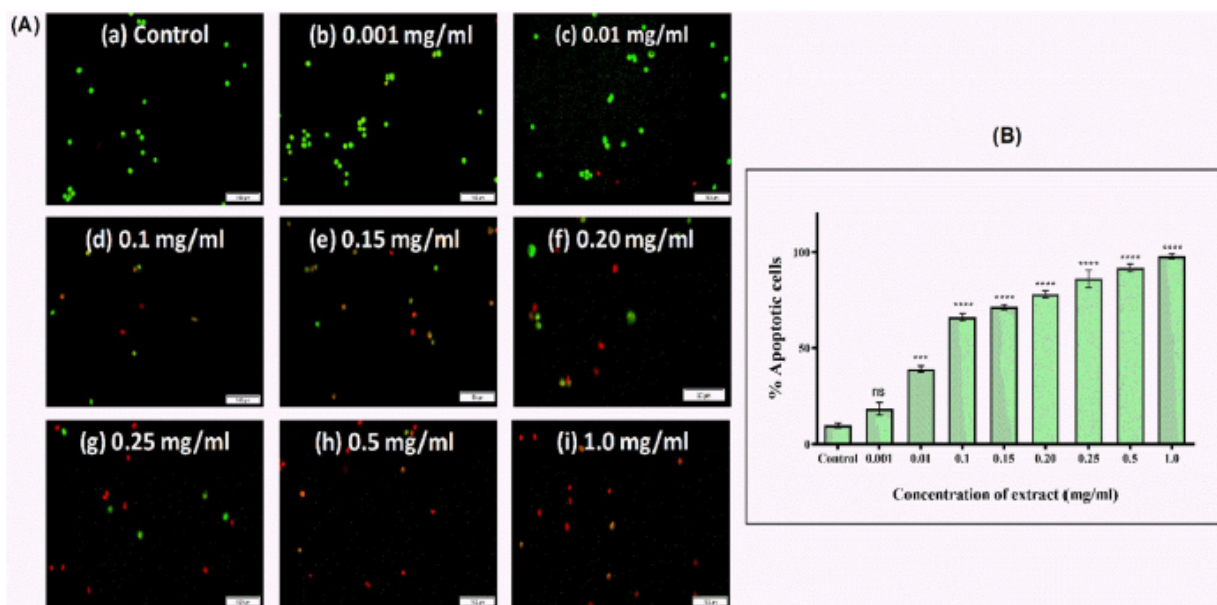 (A)
(a) Control
(b) 0.001 mg/ml
(c) 0.01 mg/ml
(d) 0.1 mg/ml
(e) 0.15 mg/ml
(f) 0.20 mg/ml
(g) 0.25 mg/ml
(h) 0.5 mg/ml
(i) 1.0 mg/ml
(B)
% Apoptotic cells
100
50
0
ns
***
****
****
****
****
****
****
Control 0.001 0.01 0.1 0.15 0.20 0.25 0.5 1.0
Concentration of extract (mg/ml)